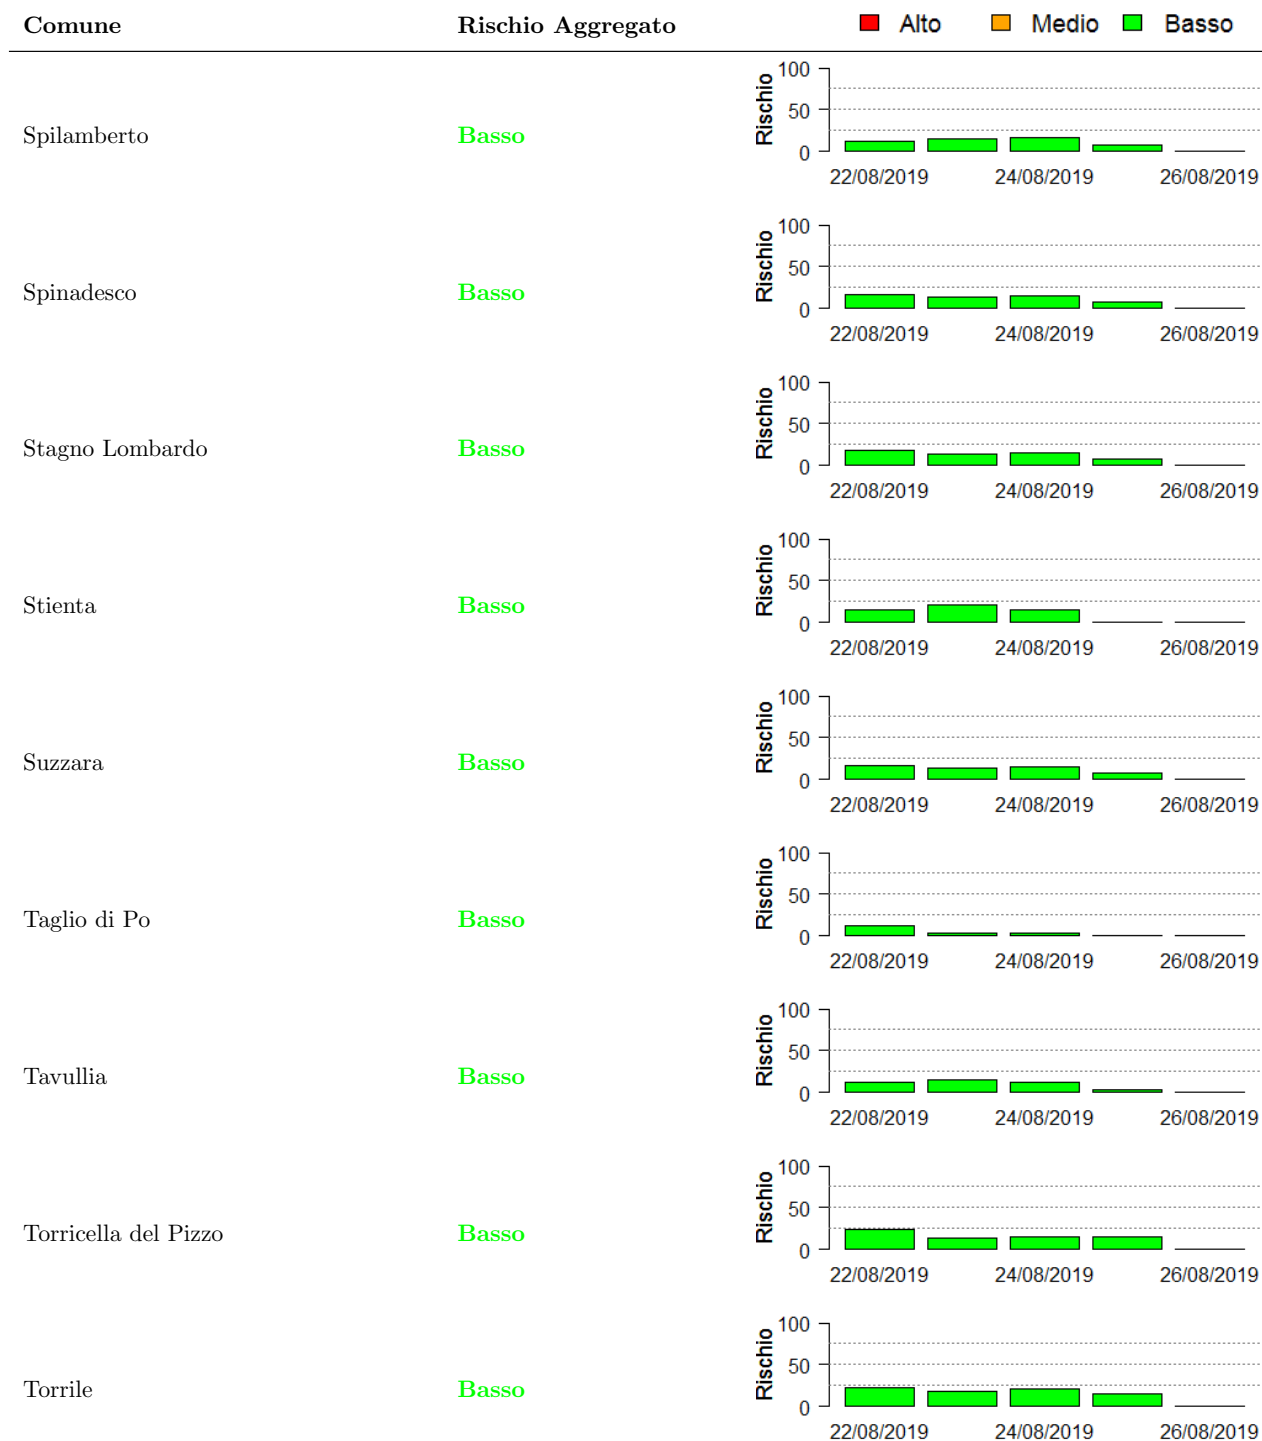 Comune Rischio Aggregato Alto Medio Basso
Spilamberto Basso
Rischio
100
50
0
22/08/2019 24/08/2019 26/08/2019
Spinadesco Basso
Rischio
100
50
0
22/08/2019 24/08/2019 26/08/2019
Stagno Lombardo Basso
Rischio
100
50
0
22/08/2019 24/08/2019 26/08/2019
Stienta Basso
Rischio
100
50
0
22/08/2019 24/08/2019 26/08/2019
Suzzara Basso
Rischio
100
50
0
22/08/2019 24/08/2019 26/08/2019
Taglio di Po Basso
Rischio
100
50
0
22/08/2019 24/08/2019 26/08/2019
Tavullia Basso
Rischio
100
50
0
22/08/2019 24/08/2019 26/08/2019
Torricella del Pizzo Basso
Rischio
100
50
0
22/08/2019 24/08/2019 26/08/2019
Torrile Basso
Rischio
100
50
0
22/08/2019 24/08/2019 26/08/2019